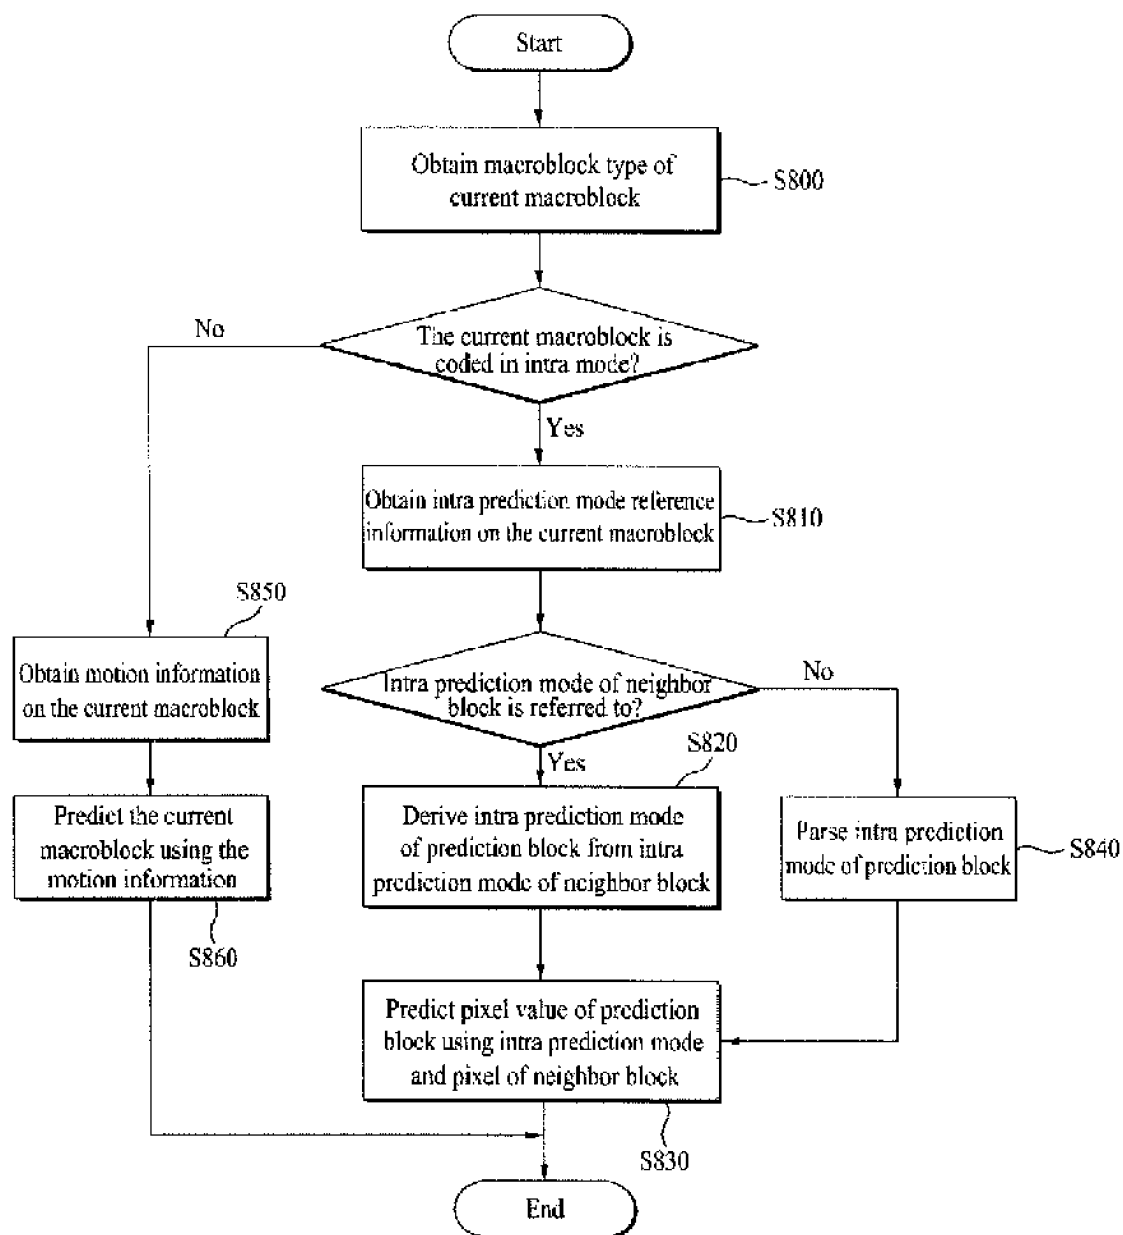 Start
Obtain macroblock type of
current macroblock
S800
The current macroblock is
coded in intra mode?
No
Yes
Obtain intra prediction mode reference
information on the current macroblock
S810
S850
Obtain motion information
on the current macroblock
Intra prediction mode of neighbor
block is referred to?
No
Yes
S820
Predict the current
macroblock using the
motion information
S860
Derive intra prediction mode
of prediction block from intra
prediction mode of neighbor block
Parse intra prediction
mode of prediction block
S840
Predict pixel value of prediction
block using intra prediction mode
and pixel of neighbor block
S830
End